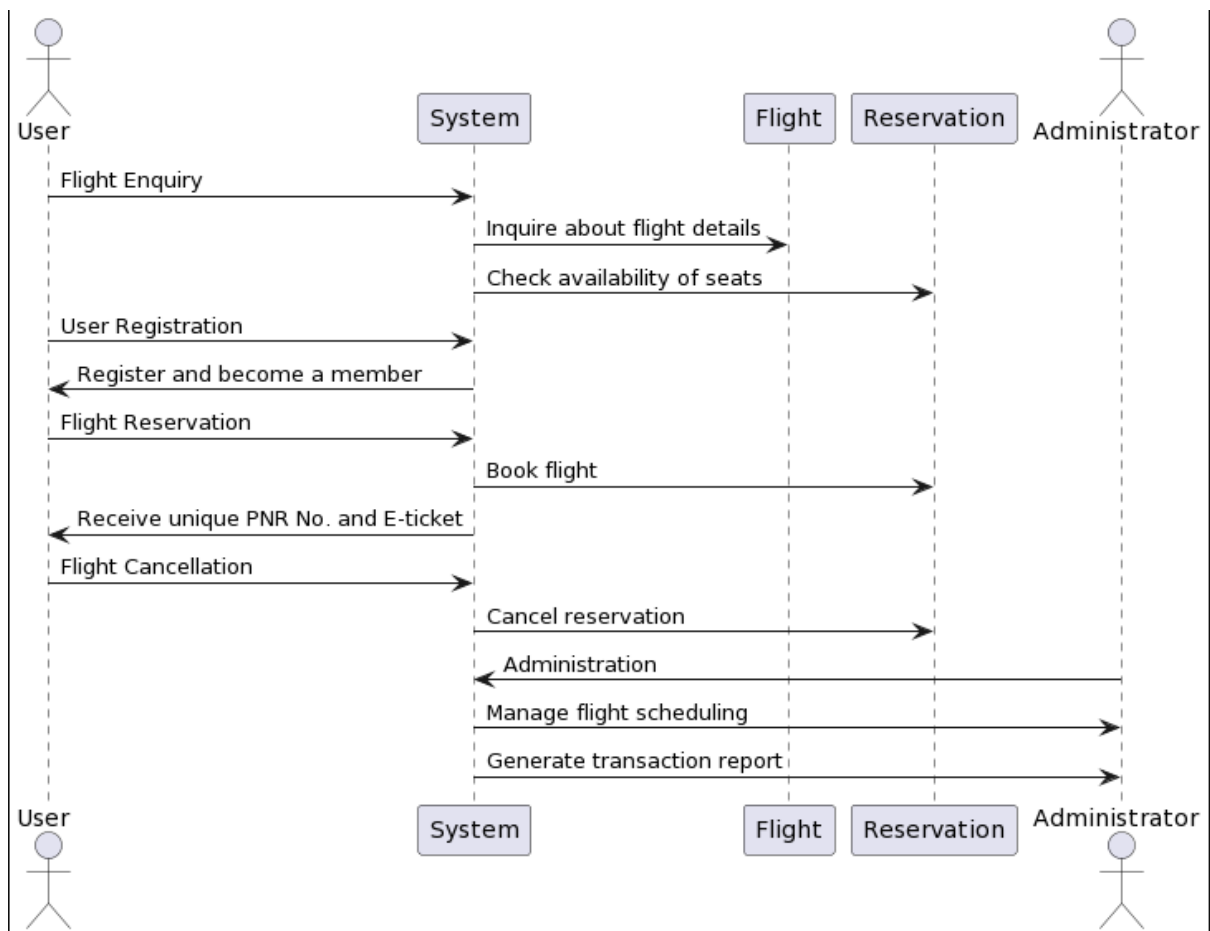 User
System
Flight
Reservation
Administrator
Flight Enquiry
Inquire about flight details
Check availability of seats
User Registration
Register and become a member
Flight Reservation
Book flight
Receive unique PNR No. and E-ticket
Flight Cancellation
Cancel reservation
Administration
Manage flight scheduling
Generate transaction report
User
System
Flight
Reservation
Administrator